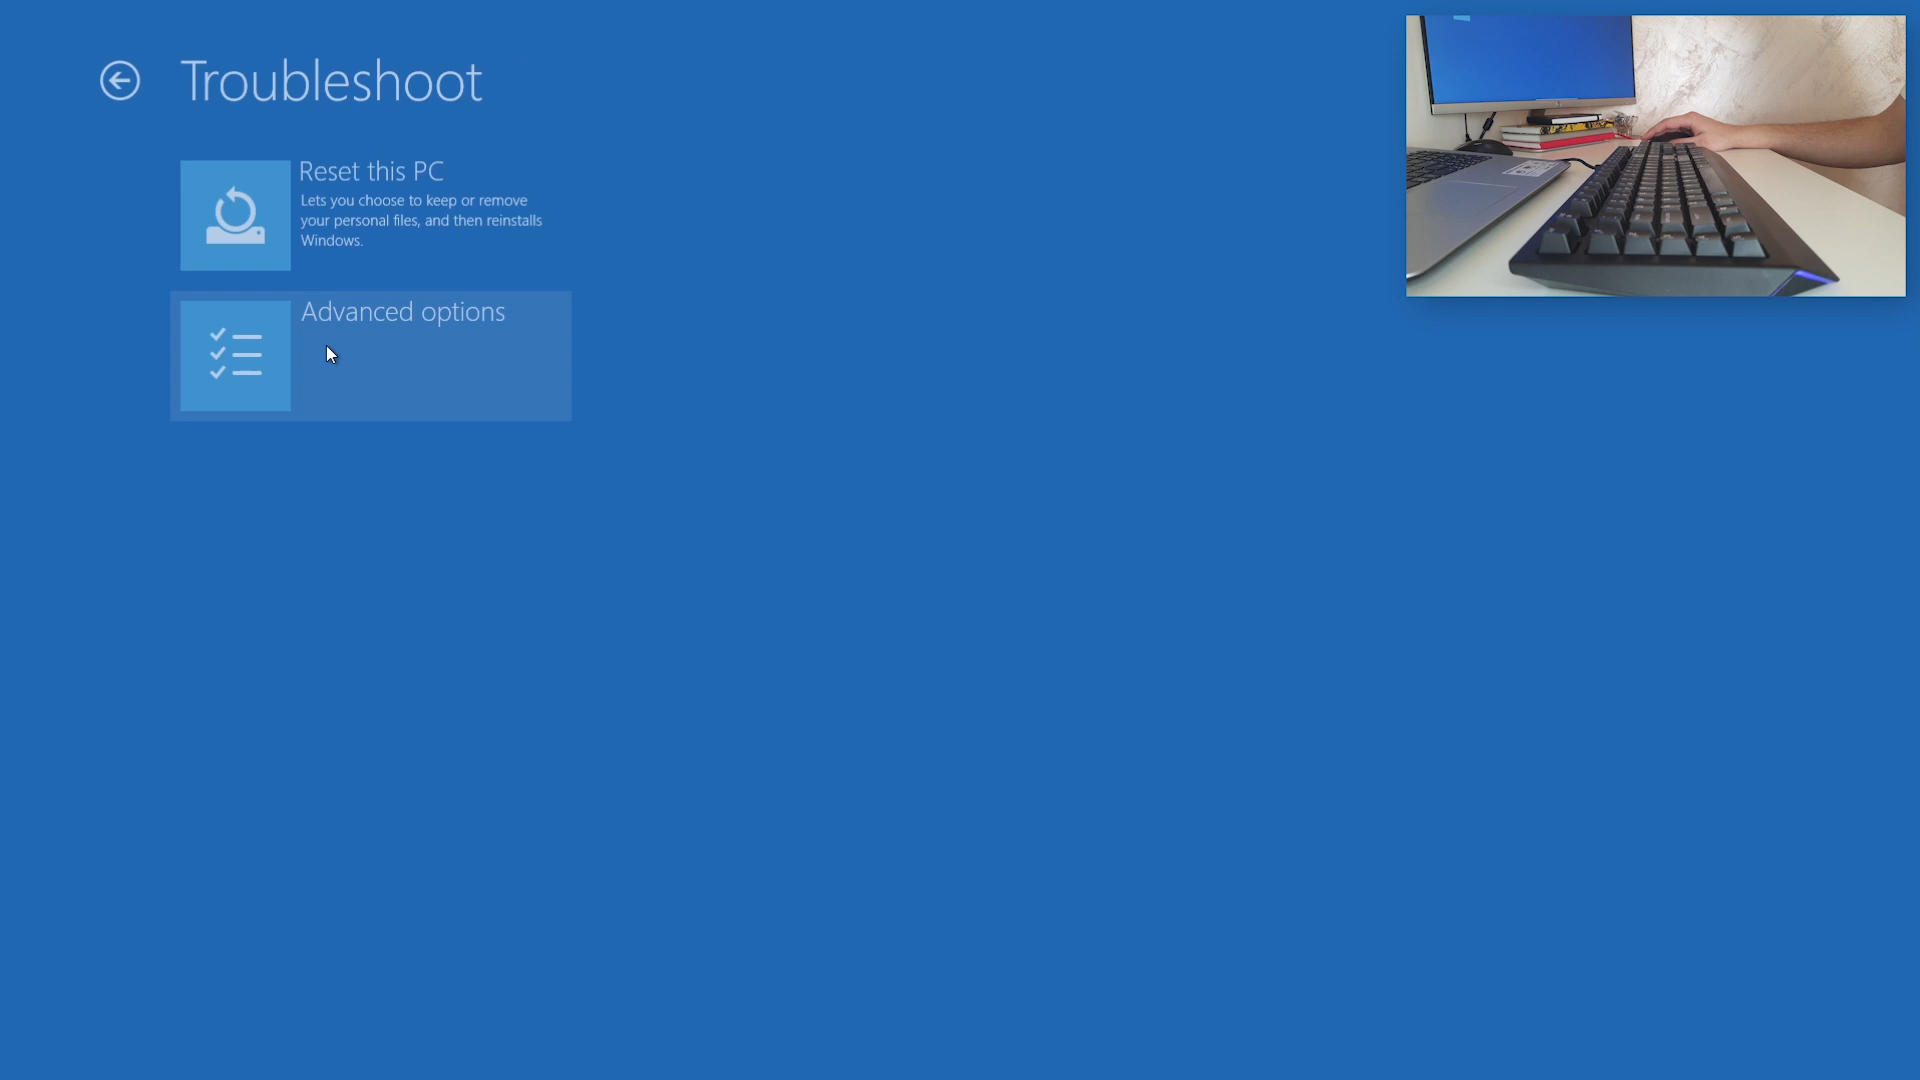 Troubleshoot
Reset this PC
Lets you choose to keep or remove
your personal files, and then reinstalls
Windows.
Advanced options